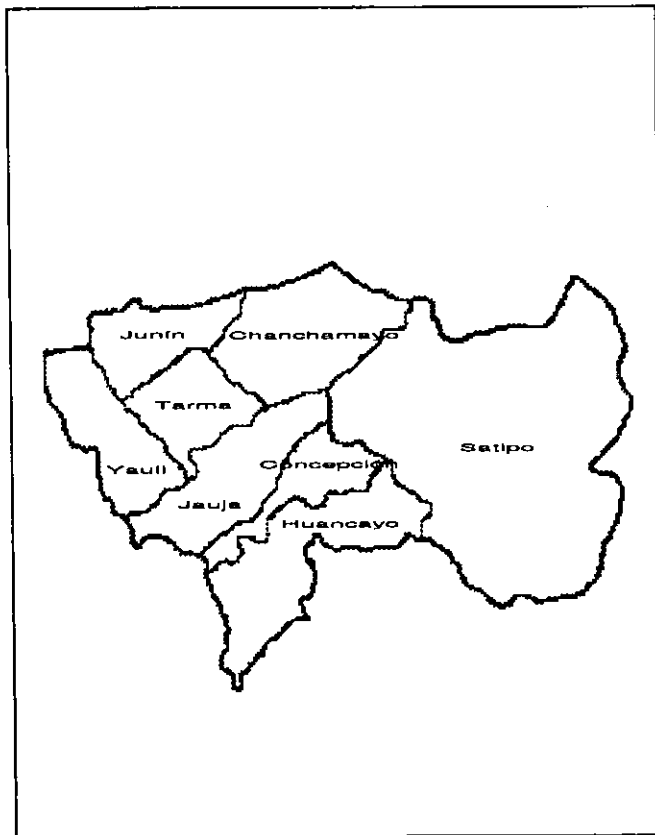 Junín
Chanchamayo
Tarma
Satipo
Concepción
Yauli
Jauja
Huancayo